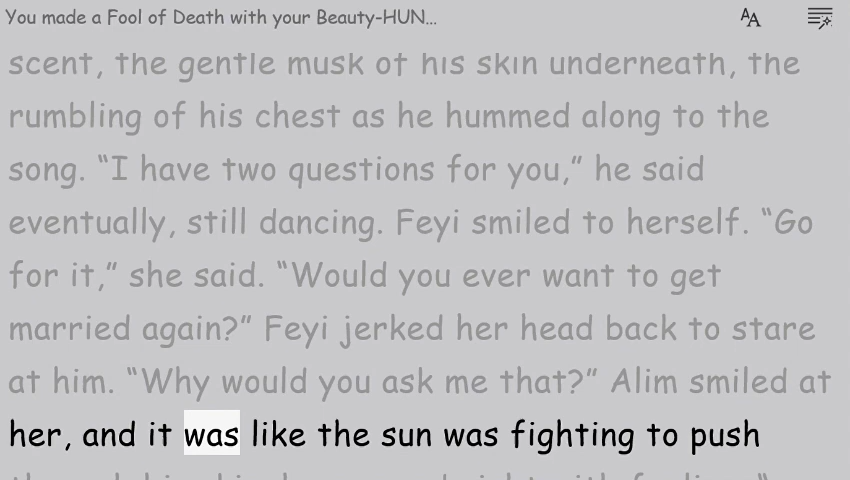 You made a Fool of Death with your Beauty-HUN...
AA
scent, the gentle musk of his skin underneath, the
rumbling of his chest as he hummed along to the
song. “I have two questions for you,” he said
eventually, still dancing. Feyi smiled to herself. “Go
for it,” she said. “Would you ever want to get
married again?” Feyi jerked her head back to stare
at him. “Why would you ask me that?” Alim smiled at
her, and it was like the sun was fighting to push